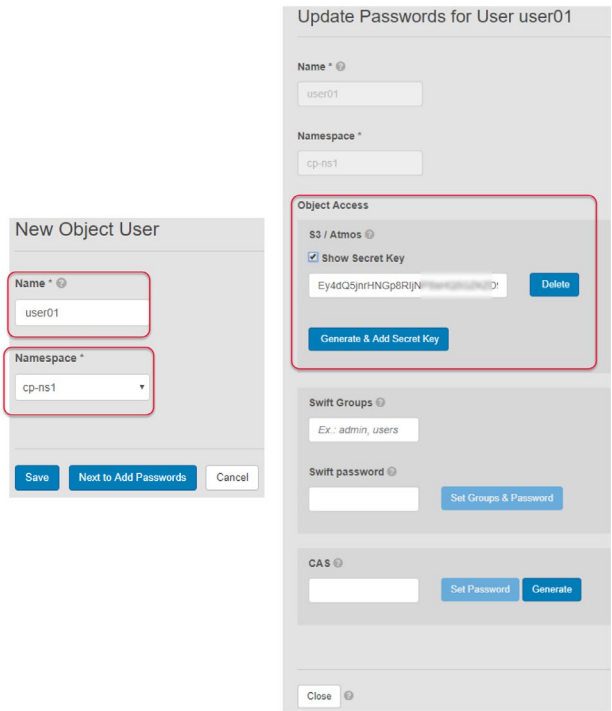 New Object User
Name *
user01
Namespace *
cp-ns1
Save
Next to Add Passwords
Cancel
Update Passwords for User user01
Name *
user01
Namespace *
cp-ns1
Object Access
S3 / Atmos
Show Secret Key
Delete
Generate & Add Secret Key
Swift Groups
Ex.: admin, users
Swift password
Set Groups & Password
CAS
Set Password
Generate
Close